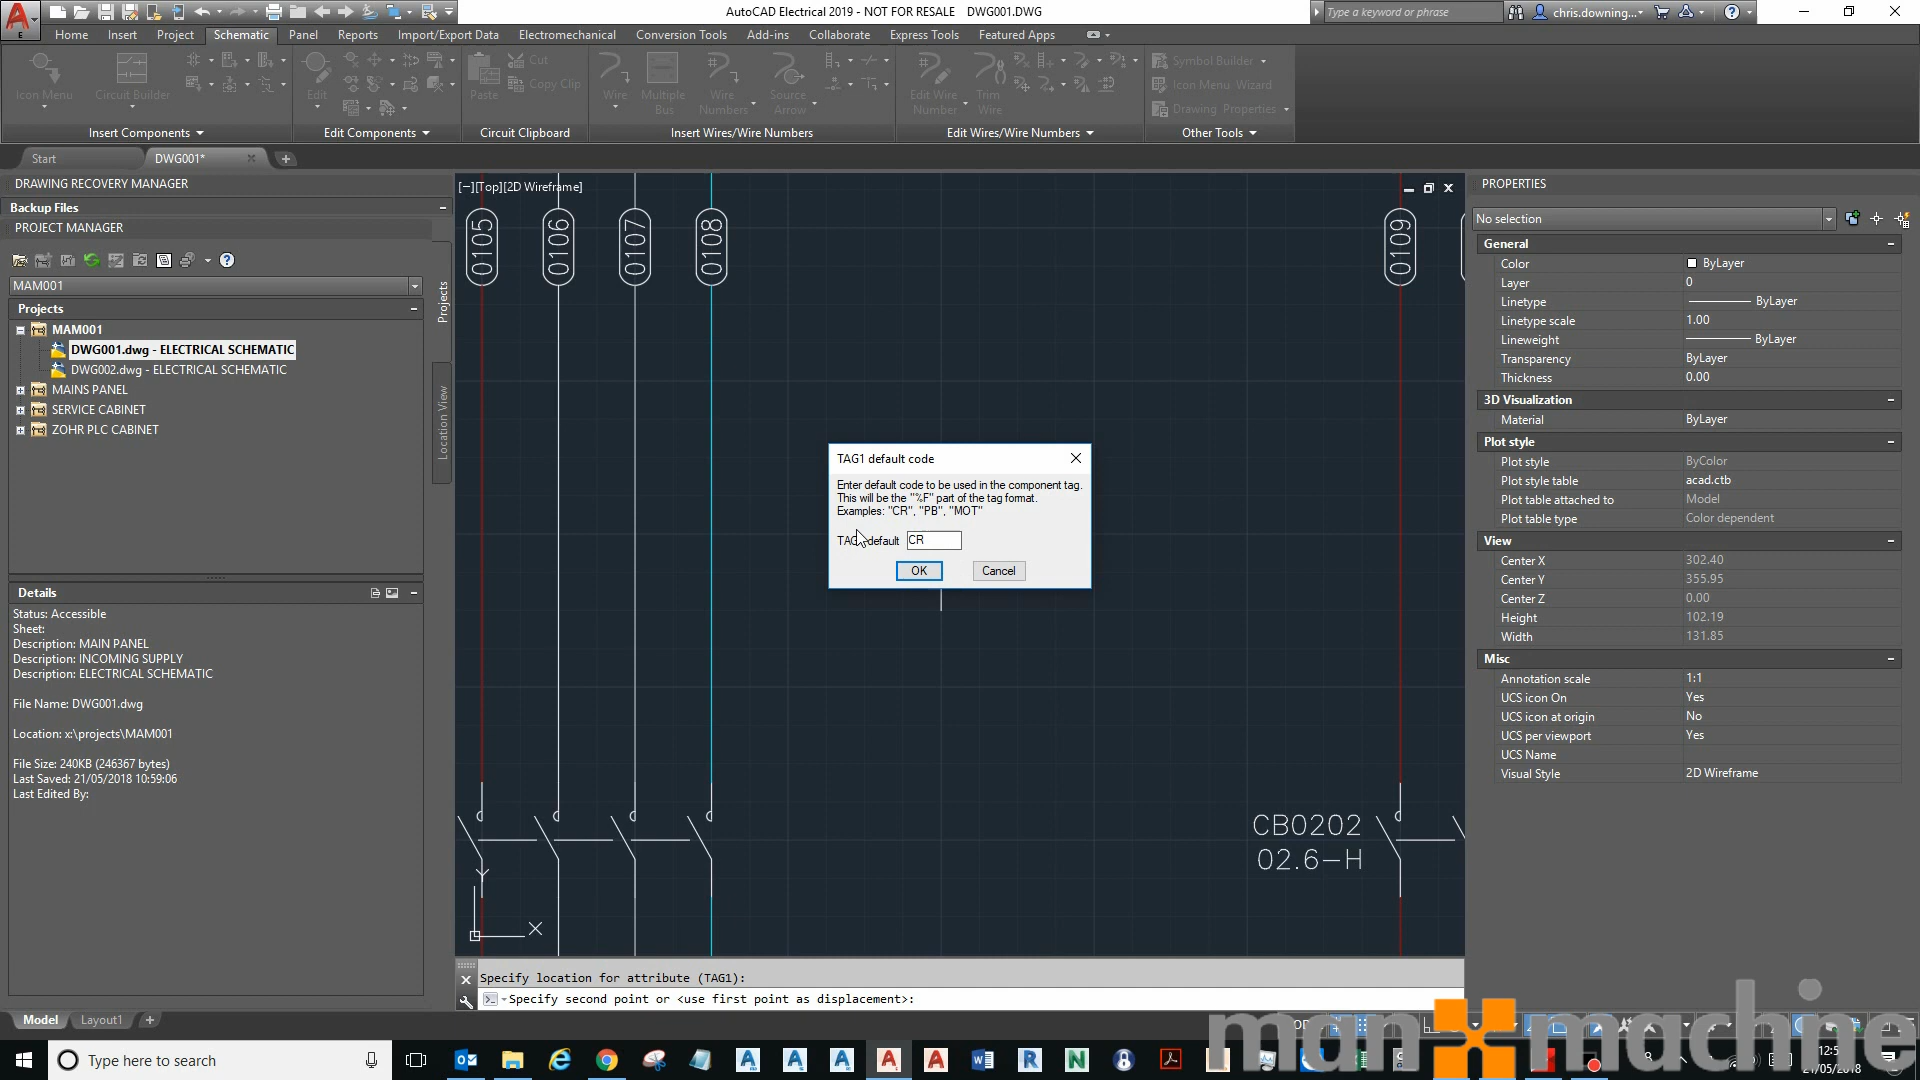 AutoCAD Electrical 2019 - NOT FOR RESALE DWG001.DWG
Type a keyword or phrase
chris.downing...
Home Insert Project Schematic Panel Reports Import/Export Data Electromechanical Conversion Tools Add-ins Collaborate Express Tools Featured Apps
Icon Menu
Circuit Builder
Edit
Paste
Cut
Copy Clip
Wire
Multiple Bus
Wire Numbers
Source Arrow
Edit Wire Number
Trim Wire
Symbol Builder
Icon Menu Wizard
Drawing Properties
Insert Components
Edit Components
Circuit Clipboard
Insert Wires/Wire Numbers
Edit Wires/Wire Numbers
Other Tools
Start
DWG001*
DRAWING RECOVERY MANAGER
Backup Files
PROJECT MANAGER
MAM001
Projects
MAM001
DWG001.dwg - ELECTRICAL SCHEMATIC
DWG002.dwg - ELECTRICAL SCHEMATIC
MAINS PANEL
SERVICE CABINET
ZOHR PLC CABINET
Projects
Location View
Details
Status: Accessible
Sheet:
Description: MAIN PANEL
Description: INCOMING SUPPLY
Description: ELECTRICAL SCHEMATIC
File Name: DWG001.dwg
Location: x:\projects\MAM001
File Size: 240KB (246367 bytes)
Last Saved: 21/05/2018 10:59:06
Last Edited By:
[−][Top][2D Wireframe]
0105
0106
0107
0108
0109
TAG1 default code
Enter default code to be used in the component tag.
This will be the "%F" part of the tag format.
Examples: "CR", "PB", "MOT"
default CR
OK Cancel
CB0202
02.6-H
X
Specify location for attribute (TAG1):
Specify second point or <use first point as displacement>:
PROPERTIES
No selection
General
Color ByLayer
Layer 0
Linetype ByLayer
Linetype scale 1.00
Lineweight ByLayer
Transparency ByLayer
Thickness 0.00
3D Visualization
Material ByLayer
Plot style
Plot style ByColor
Plot style table acad.ctb
Plot table attached to Model
Plot table type Color dependent
View
Center X 302.40
Center Y 355.95
Center Z 0.00
Height 102.19
Width 131.85
Misc
Annotation scale 1:1
UCS icon On Yes
UCS icon at origin No
UCS per viewport Yes
UCS Name
Visual Style 2D Wireframe
Model Layout1
man machine
Type here to search
21/05/2018